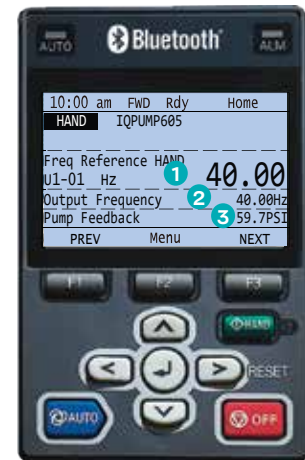 AUTO Bluetooth ALM
10:00 am FWD Rdy Home
HAND IQPUMP605
Freq Reference HAND
U1-01 Hz 1 40.00
Output Frequency 2 40.00Hz
Pump Feedback 3 59.7PSI
PREV Menu NEXT
F1 F2 F3
HAND
RESET
AUTO OFF